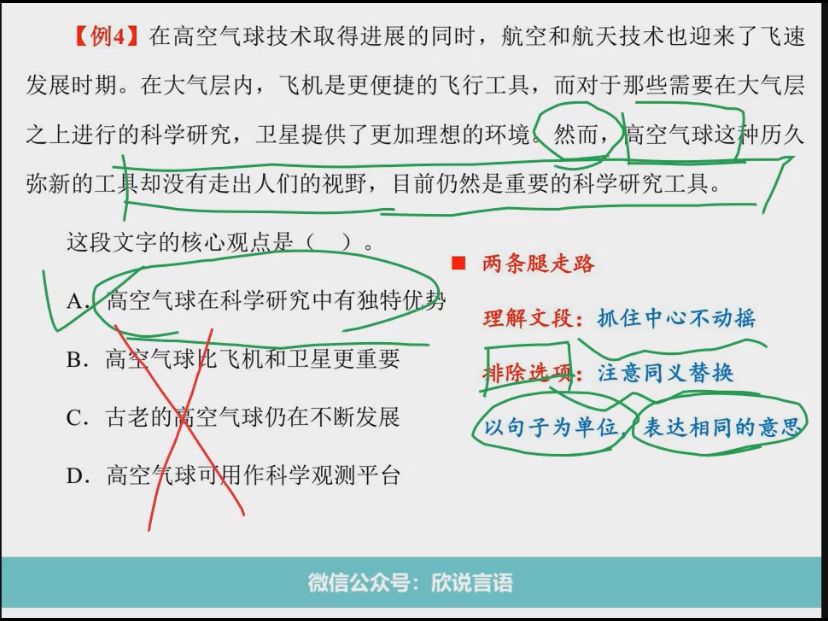 【例4】在高空气球技术取得进展的同时，航空和航天技术也迎来了飞速
发展时期。在大气层内，飞机是更便捷的飞行工具，而对于那些需要在大气层
之上进行的科学研究，卫星提供了更加理想的环境。然而，高空气球这种历久
弥新的工具却没有走出人们的视野，目前仍然是重要的科学研究工具。
这段文字的核心观点是（ ）。
A．高空气球在科学研究中有独特优势
B．高空气球比飞机和卫星更重要
C．古老的高空气球仍在不断发展
D．高空气球可用作科学观测平台
■ 两条腿走路
理解文段：抓住中心不动摇
排除选项：注意同义替换
以句子为单位，表达相同的意思
微信公众号：欣说言语